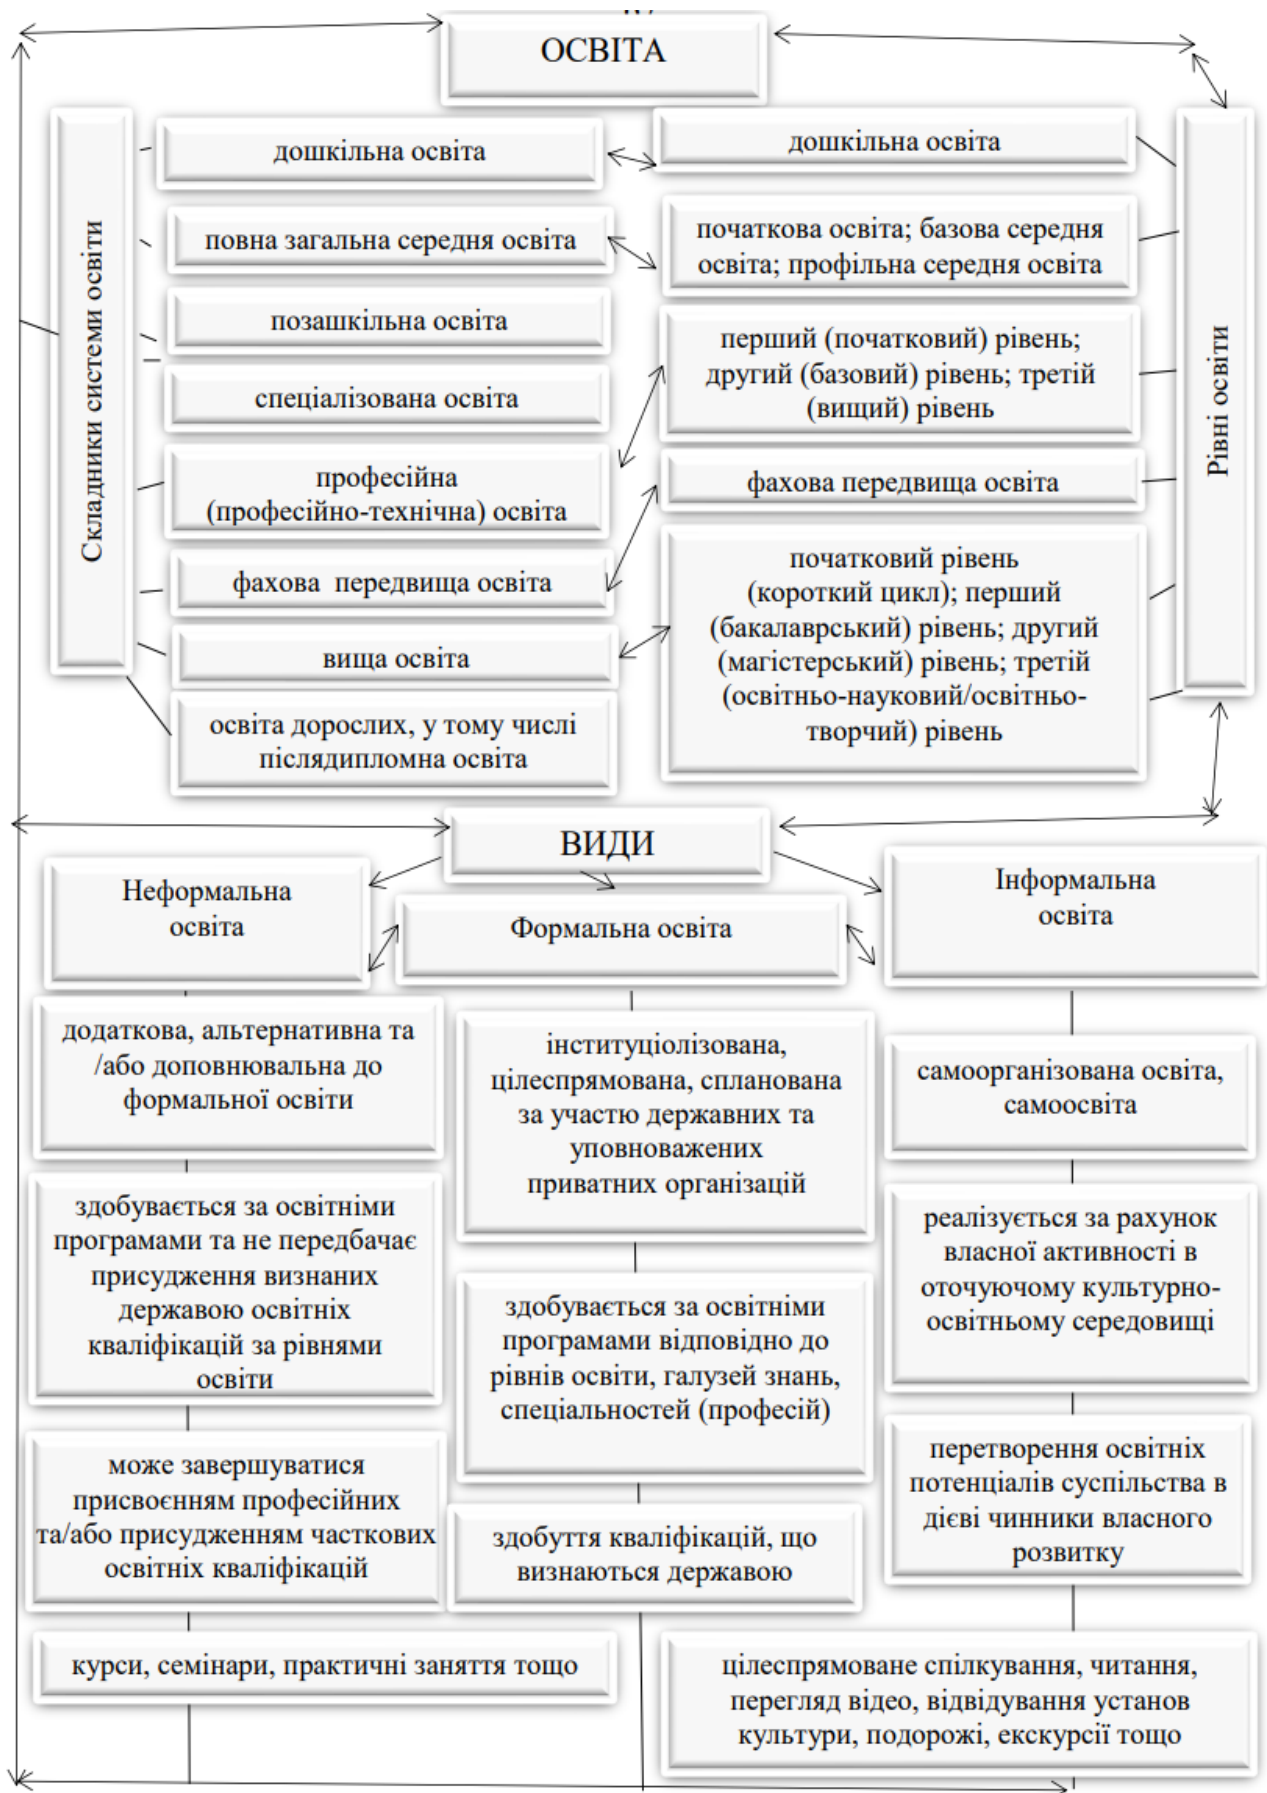 ОСВІТА
Складники системи освіти
дошкільна освіта
повна загальна середня освіта
позашкільна освіта
спеціалізована освіта
професійна
(професійно-технічна) освіта
фахова передвища освіта
вища освіта
освіта дорослих, у тому числі
післядипломна освіта
дошкільна освіта
початкова освіта; базова середня
освіта; профільна середня освіта
перший (початковий) рівень;
другий (базовий) рівень; третій
(вищий) рівень
фахова передвища освіта
початковий рівень
(короткий цикл); перший
(бакалаврський) рівень; другий
(магістерський) рівень; третій
(освітньо-науковий/освітньо-
творчий) рівень
Рівні освіти
ВИДИ
Неформальна
освіта
додаткова, альтернативна та
/або доповнювальна до
формальної освіти
здобувається за освітніми
програмами та не передбачає
присудження визнаних
державою освітніх
кваліфікацій за рівнями
освіти
може завершуватися
присвоєнням професійних
та/або присудженням часткових
освітніх кваліфікацій
курси, семінари, практичні заняття тощо
Формальна освіта
інституціолізована,
цілеспрямована, спланована
за участю державних та
уповноважених
приватних організацій
здобувається за освітніми
програмами відповідно до
рівнів освіти, галузей знань,
спеціальностей (професій)
здобуття кваліфікацій, що
визнаються державою
Інформальна
освіта
самоорганізована освіта,
самоосвіта
реалізується за рахунок
власної активності в
оточуючому культурно-
освітньому середовищі
перетворення освітніх
потенціалів суспільства в
дієві чинники власного
розвитку
цілеспрямоване спілкування, читання,
перегляд відео, відвідування установ
культури, подорожі, екскурсії тощо